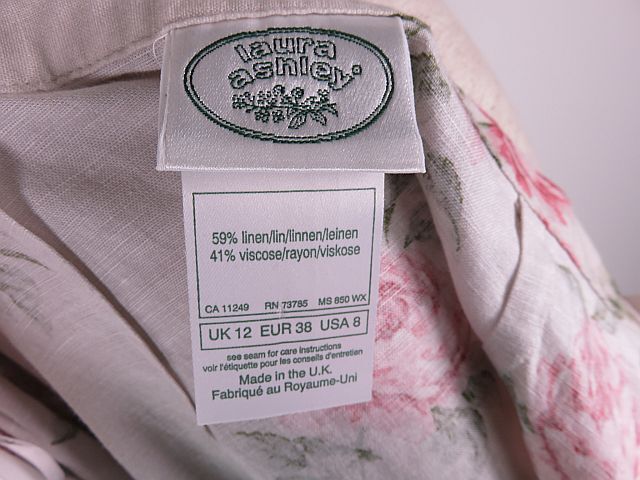 laura
ashley®
59% linen/lin/linnen/leinen
41% viscose/rayon/viskose
CA 11249 RN 73785 MS 850 WX
UK 12 EUR 38 USA 8
see seam for care instructions
voir l'étiquette pour les conseils d'entretien
Made in the U.K.
Fabriqué au Royaume-Uni